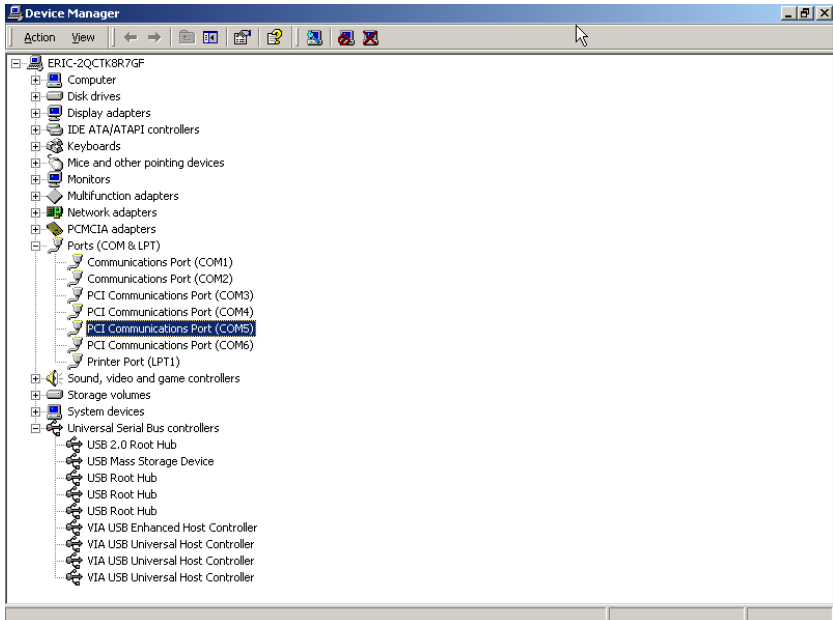 Device Manager
Action View
ERIC-2QCTK8R7GF
Computer
Disk drives
Display adapters
IDE ATA/ATAPI controllers
Keyboards
Mice and other pointing devices
Monitors
Multifunction adapters
Network adapters
PCMCIA adapters
Ports (COM & LPT)
Communications Port (COM1)
Communications Port (COM2)
PCI Communications Port (COM3)
PCI Communications Port (COM4)
PCI Communications Port (COM5)
PCI Communications Port (COM6)
Printer Port (LPT1)
Sound, video and game controllers
Storage volumes
System devices
Universal Serial Bus controllers
USB 2.0 Root Hub
USB Mass Storage Device
USB Root Hub
USB Root Hub
USB Root Hub
VIA USB Enhanced Host Controller
VIA USB Universal Host Controller
VIA USB Universal Host Controller
VIA USB Universal Host Controller